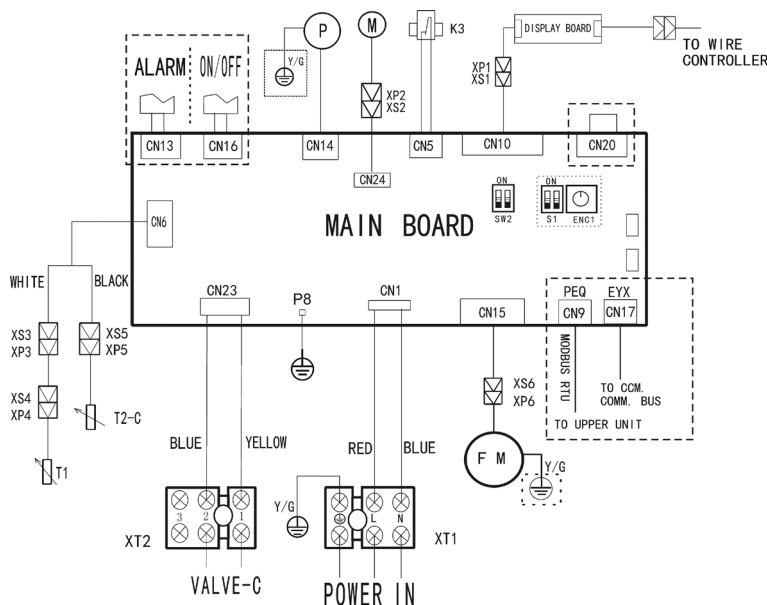 P
M
K3
DISPLAY BOARD
TO WIRE
CONTROLLER
Y/G
ALARM
ON/OFF
XP1
XS1
XP2
XS2
CN13
CN16
CN14
CN5
CN10
CN20
CN24
ON
SW2
ON
S1
ENC1
CN6
MAIN BOARD
WHITE
BLACK
CN23
P8
CN1
CN15
PEQ
EYX
CN9
CN17
MODBUS RTU
TO CCM.
COMM. BUS
TO UPPER UNIT
XS3
XP3
XS5
XP5
XS4
XP4
T2-C
T1
XS6
XP6
BLUE
YELLOW
RED
BLUE
F M
Y/G
Y/G
3
2
1
L
N
XT2
XT1
VALVE-C
POWER IN